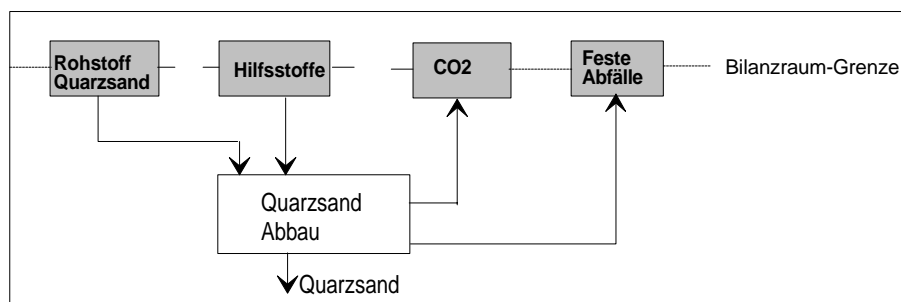 Rohstoff
Quarzsand
Hilfsstoffe
CO2
Feste
Abfälle
Bilanzraum-Grenze
Quarzsand
Abbau
Quarzsand